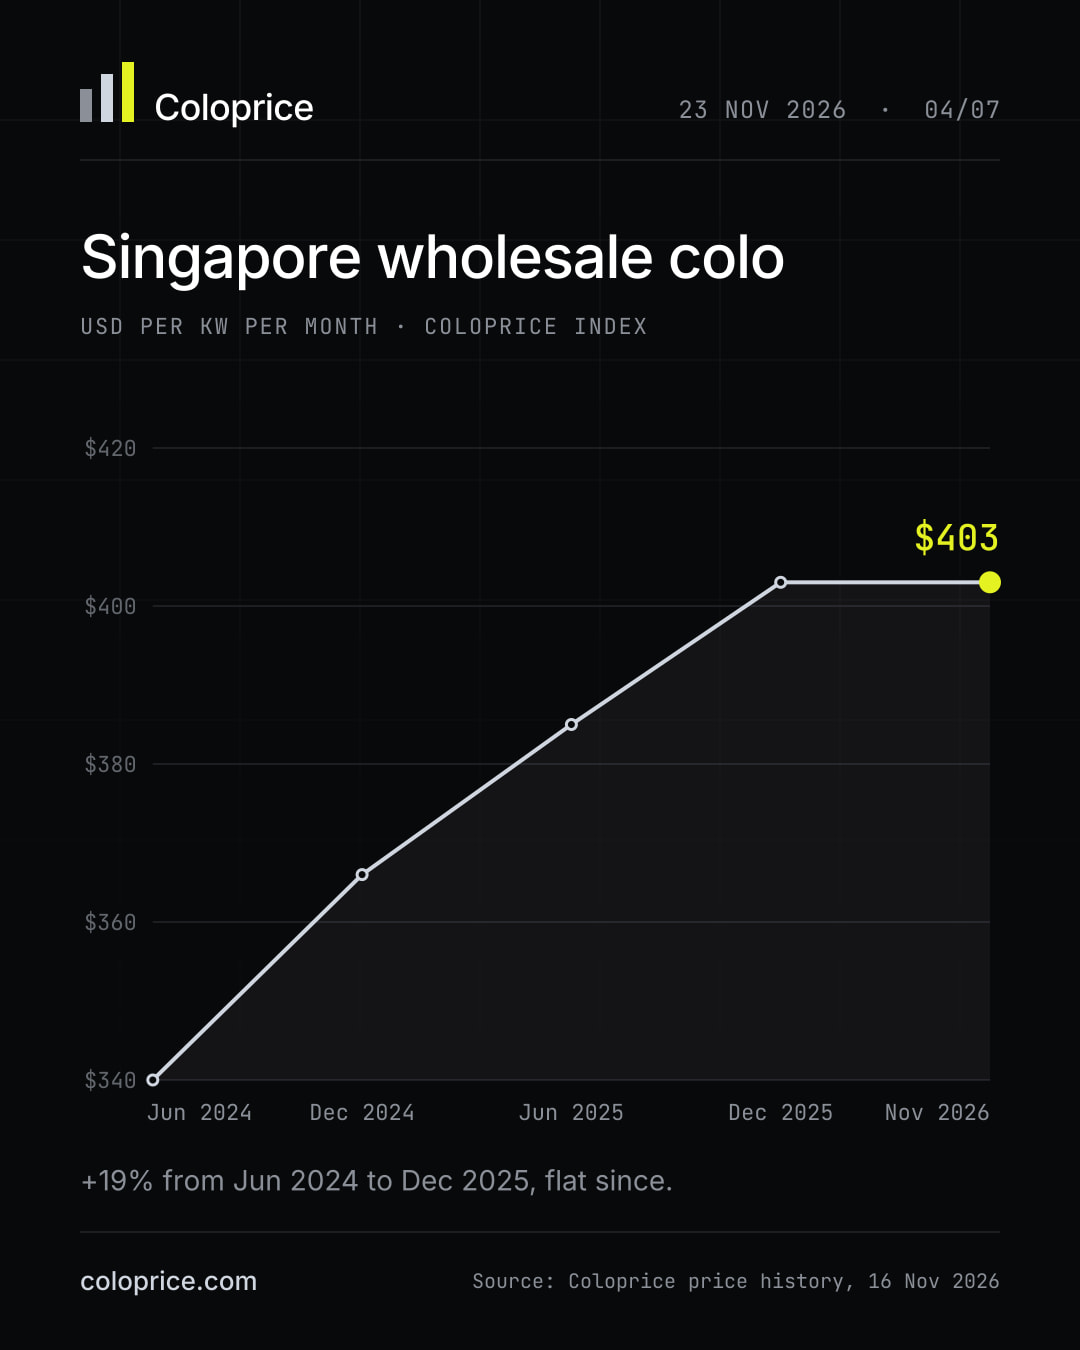 Coloprice
23 NOV 2026 · 04/07
Singapore wholesale colo
USD PER KW PER MONTH · COLOPRICE INDEX
$420
$403
$400
$380
$360
$340
Jun 2024 Dec 2024 Jun 2025 Dec 2025 Nov 2026
+19% from Jun 2024 to Dec 2025, flat since.
coloprice.com
Source: Coloprice price history, 16 Nov 2026